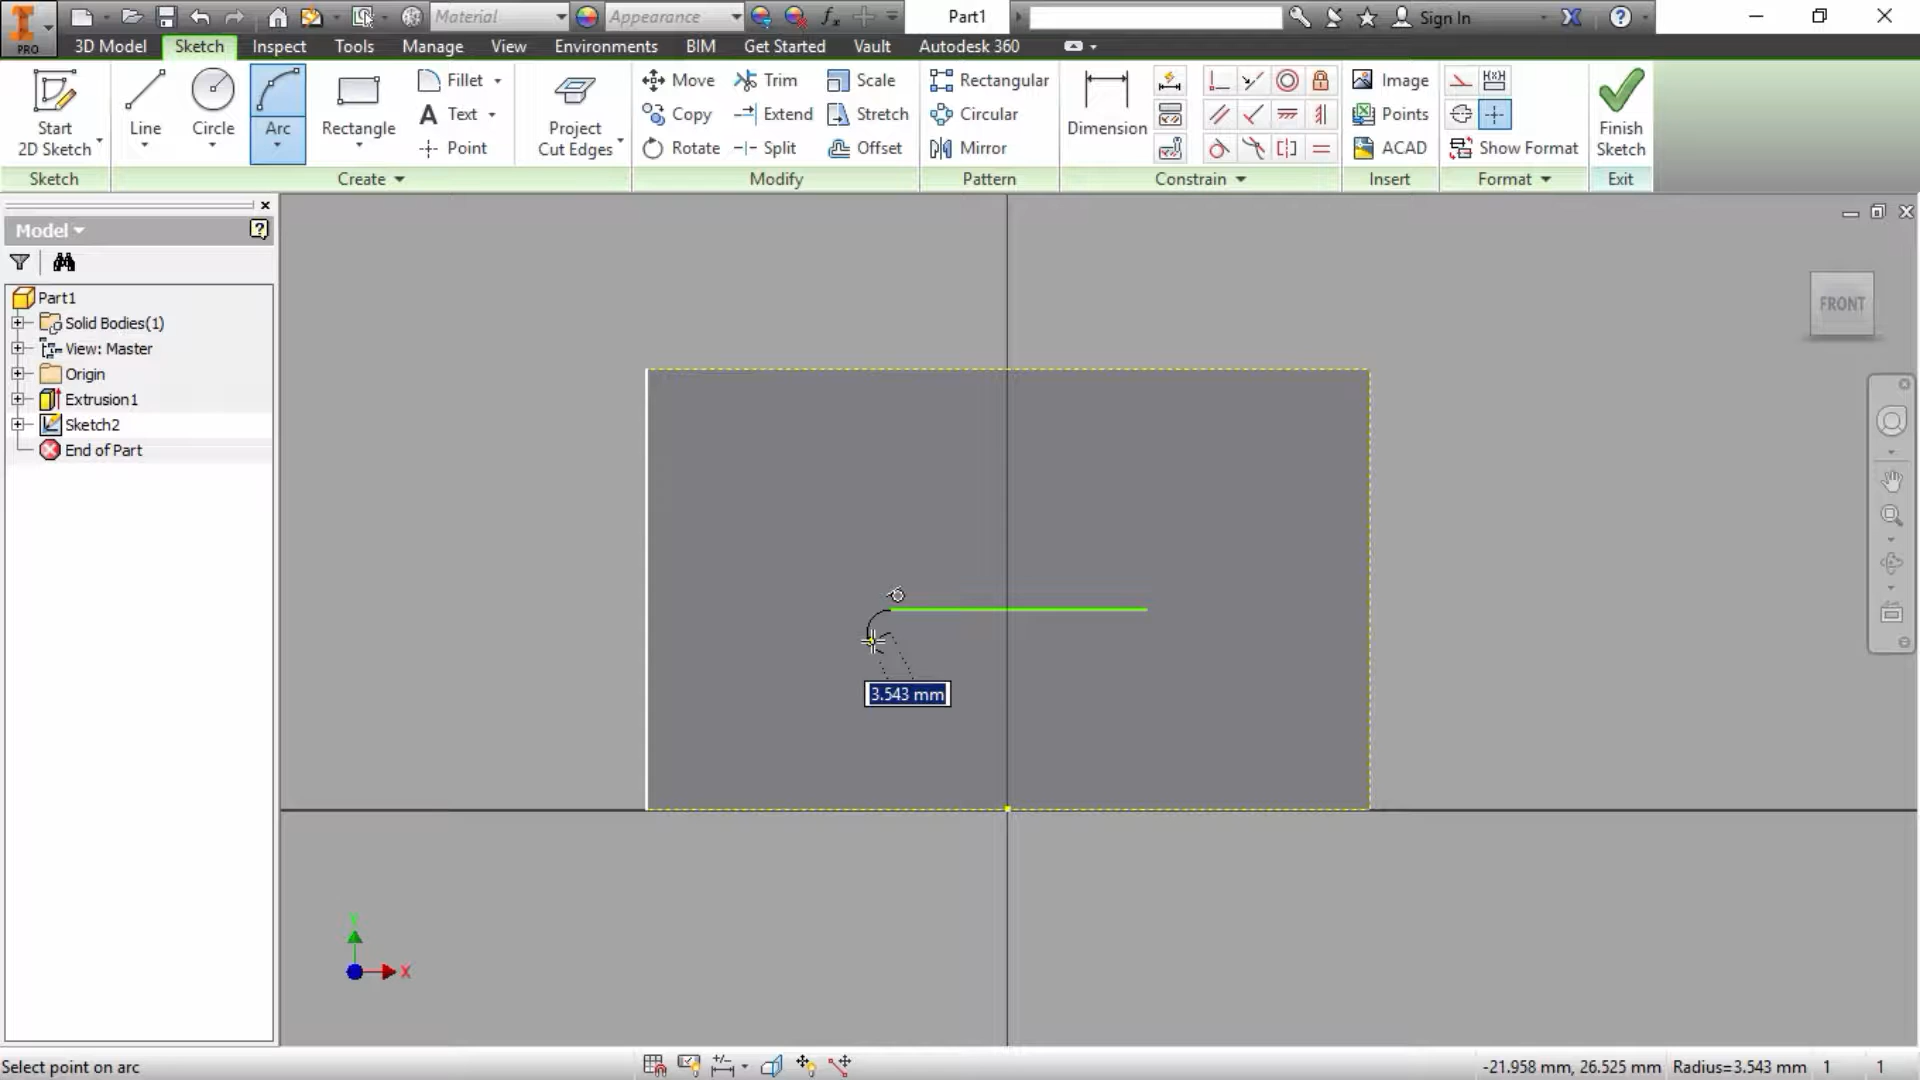 PRO
Material
Appearance
Part1
Sign In
3D Model
Sketch
Inspect
Tools
Manage
View
Environments
BIM
Get Started
Vault
Autodesk 360
Start
2D Sketch
Line
Circle
Arc
Rectangle
Fillet
Text
Point
Project
Cut Edges
Move
Trim
Scale
Copy
Extend
Stretch
Rotate
Split
Offset
Rectangular
Circular
Mirror
Dimension
Image
Points
ACAD
Show Format
Finish
Sketch
Sketch
Create
Modify
Pattern
Constrain
Insert
Format
Exit
Model
Part1
Solid Bodies(1)
View: Master
Origin
Extrusion1
Sketch2
End of Part
FRONT
3.543 mm
Y
X
Select point on arc
-21.958 mm, 26.525 mm
Radius=3.543 mm
1
1